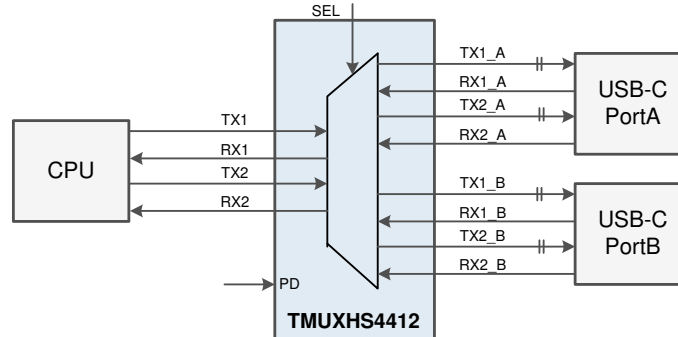 SEL
TX1_A
RX1_A
TX2_A
RX2_A
USB-C
PortA
TX1
RX1
TX2
RX2
CPU
TX1_B
RX1_B
TX2_B
RX2_B
USB-C
PortB
PD
TMUXHS4412